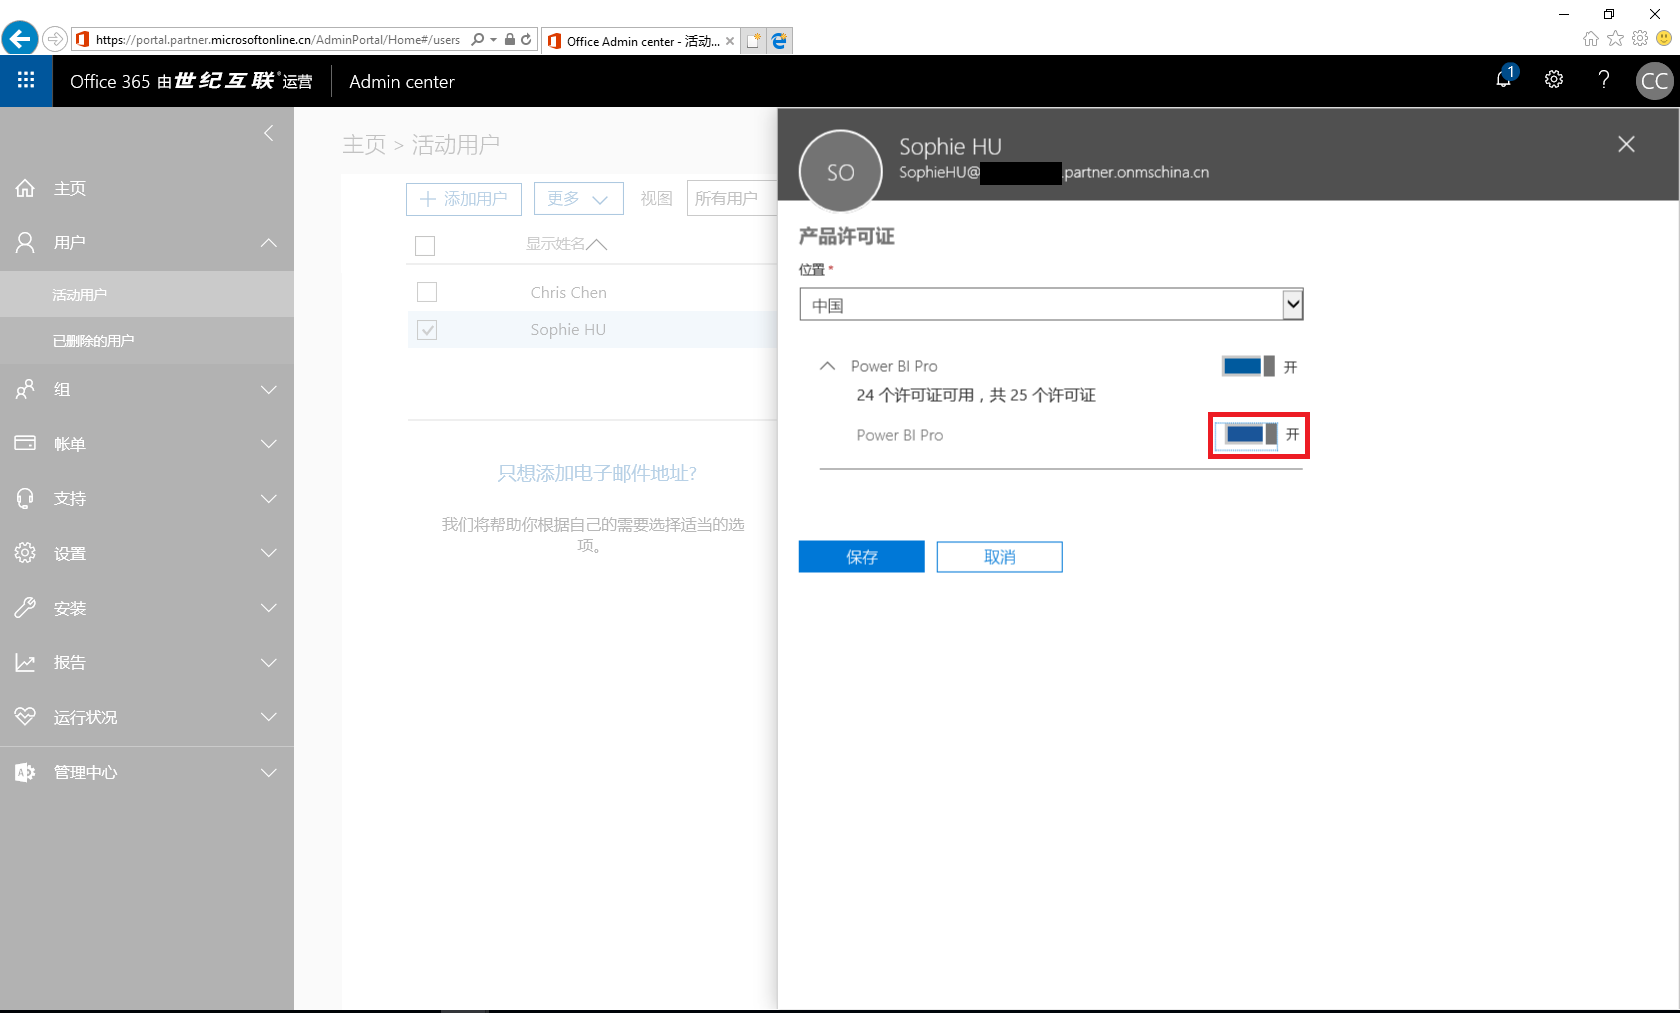 https://portal.partner.microsoftonline.cn/AdminPortal/Home#/users
Office Admin center - 活动...
Office 365 由世纪互联运营
Admin center
1
?
CC
主页
用户
活动用户
已删除的用户
组
帐单
支持
设置
安装
报告
运行状况
管理中心
主页 > 活动用户
添加用户
更多
视图
所有用户
显示姓名
Chris Chen
Sophie HU
只想添加电子邮件地址?
我们将帮助你根据自己的需要选择适当的选
项。
SO
Sophie HU
SophieHU@ .partner.onmschina.cn
产品许可证
位置 *
中国
Power BI Pro
开
24 个许可证可用，共 25 个许可证
Power BI Pro
开
保存
取消